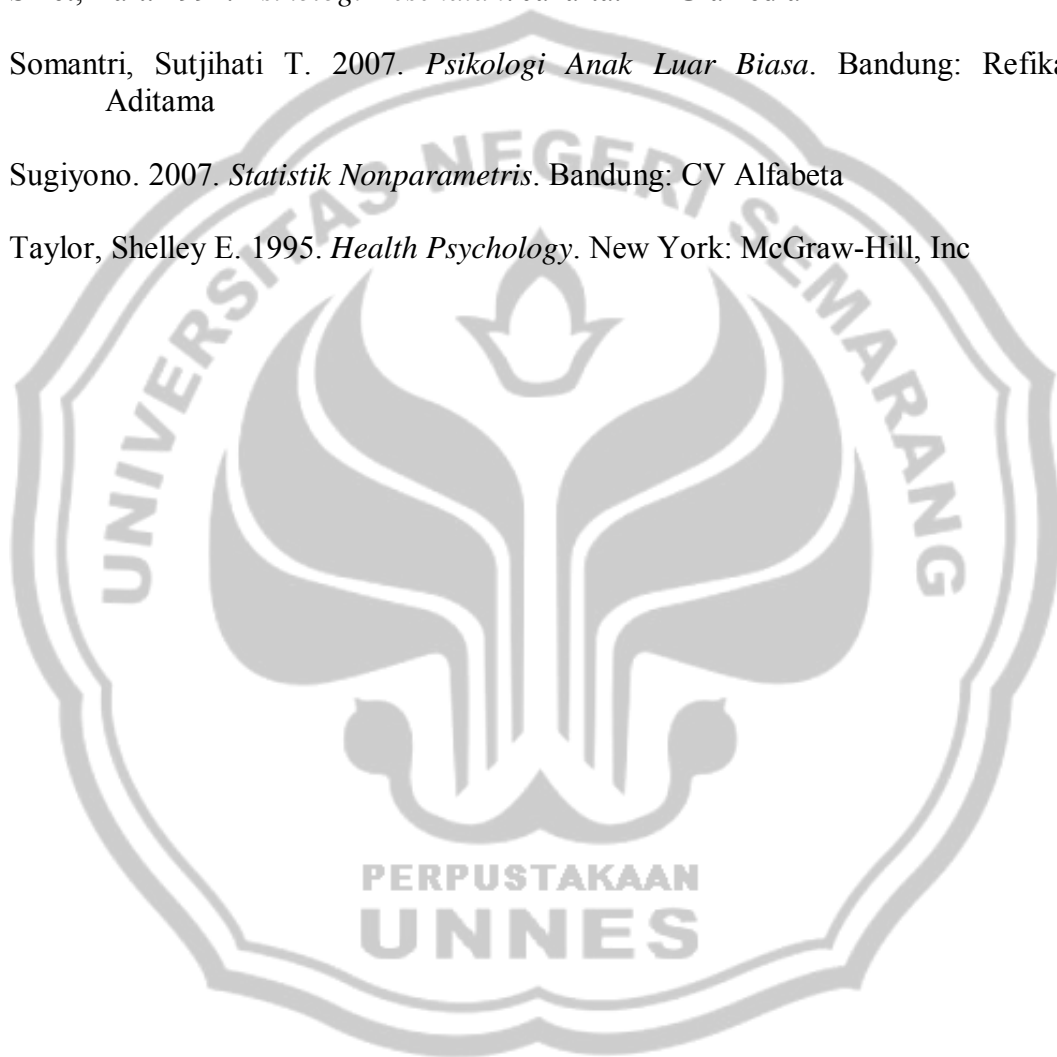 Somantri, Sutjihati T. 2007. Psikologi Anak Luar Biasa. Bandung: Refika
Aditama
Sugiyono. 2007. Statistik Nonparametris. Bandung: CV Alfabeta
Taylor, Shelley E. 1995. Health Psychology. New York: McGraw-Hill, Inc
UNIVERSITAS NEGERI SEMARANG
PERPUSTAKAAN
UNNES